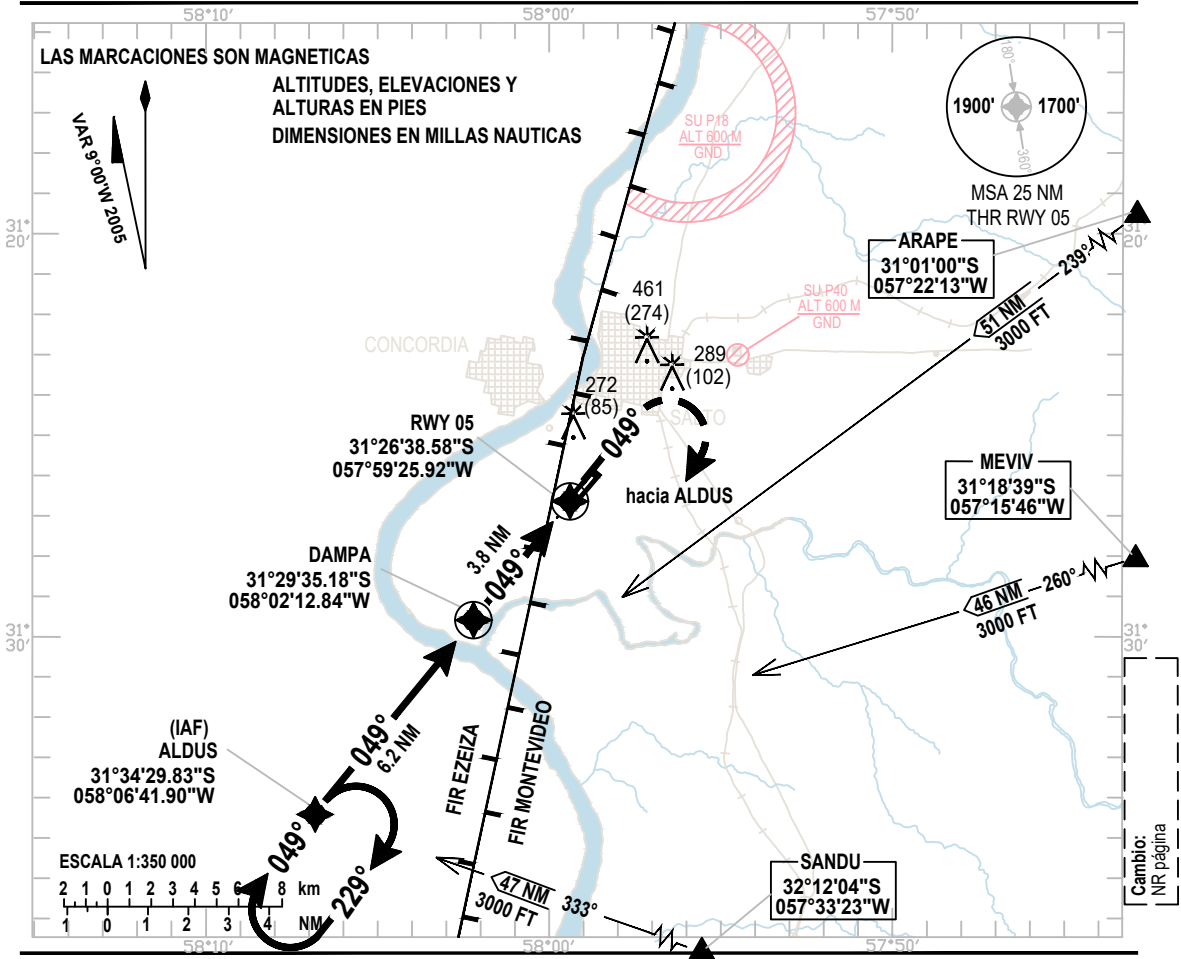 58°10'
58°00'
57°50'
LAS MARCACIONES SON MAGNETICAS
ALTITUDES, ELEVACIONES Y
ALTURAS EN PIES
DIMENSIONES EN MILLAS NAUTICAS
VAR 9°00'W 2005
SU P18
ALT 600 M
GND
180°
1900'
1700'
360°
MSA 25 NM
THR RWY 05
31°
20'
31°
20'
ARAPE
31°01'00"S
057°22'13"W
239°
51 NM
3000 FT
SU P40
ALT 600 M
GND
461
(274)
289
(102)
272
(85)
CONCORDIA
SALTO
RWY 05
31°26'38.58"S
057°59'25.92"W
049°
hacia ALDUS
MEVIV
31°18'39"S
057°15'46"W
260°
46 NM
3000 FT
3.8 NM
049°
DAMPA
31°29'35.18"S
058°02'12.84"W
31°
30'
31°
30'
(IAF)
ALDUS
31°34'29.83"S
058°06'41.90"W
049°
6.2 NM
FIR EZEIZA
FIR MONTEVIDEO
049°
229°
ESCALA 1:350 000
2 1 0 1 2 3 4 5 6 8 km
1 0 1 2 3 4 NM
47 NM
3000 FT
333°
SANDU
32°12'04"S
057°33'23"W
Cambio:
NR página
58°10'
58°00'
57°50'